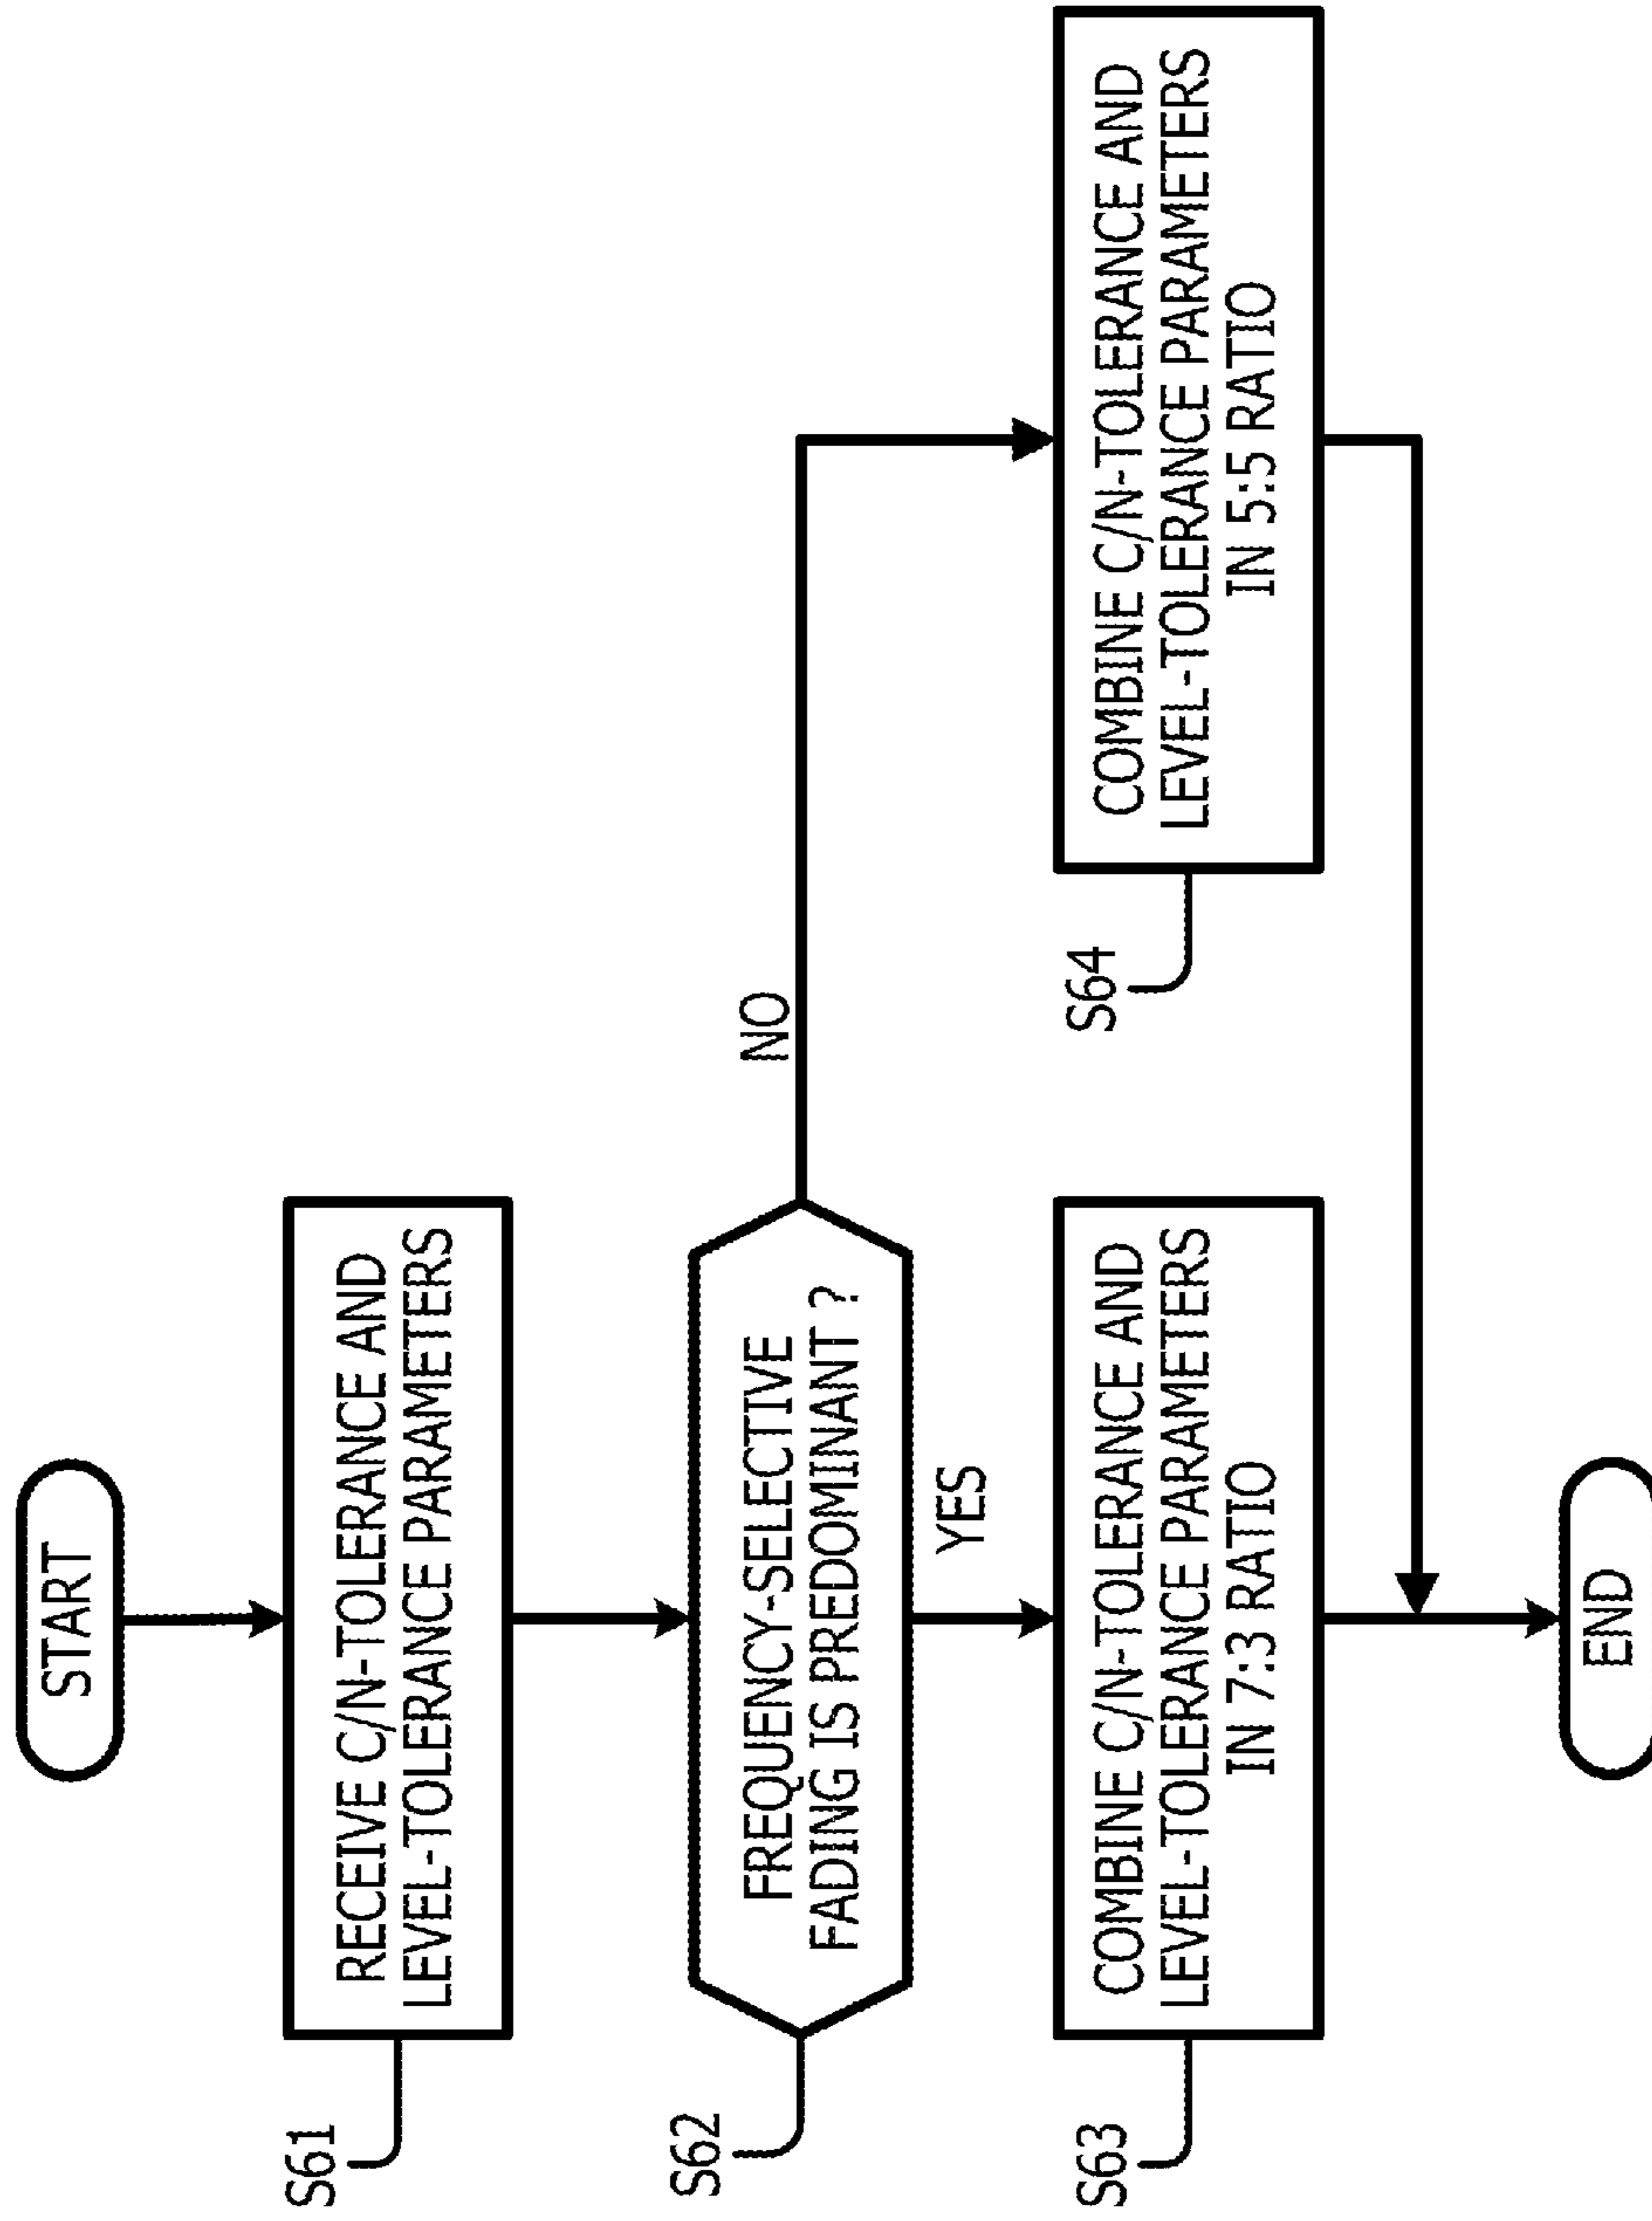 START
S61
RECEIVE C/N-TOLERANCE AND
LEVEL-TOLERANCE PARAMETERS
S62
FREQUENCY-SELECTIVE
FADING IS PREDOMINANT ?
NO
YES
S63
COMBINE C/N-TOLERANCE AND
LEVEL-TOLERANCE PARAMETERS
IN 7:3 RATIO
S64
COMBINE C/N-TOLERANCE AND
LEVEL-TOLERANCE PARAMETERS
IN 5:5 RATIO
END